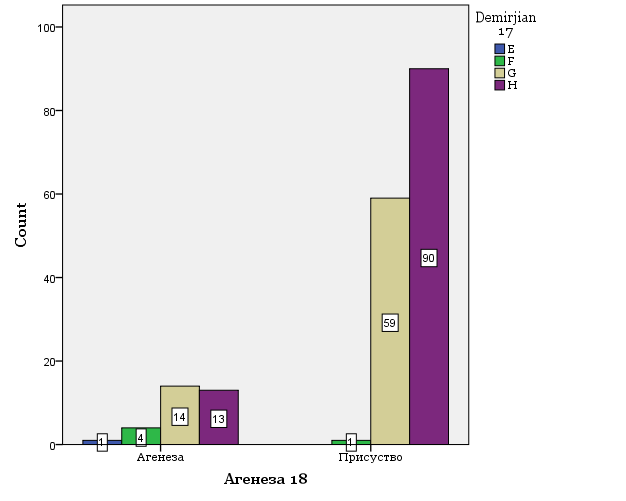 Demirjian
17
E
F
G
H
100
80
60
40
20
0
Count
1
4
14
13
1
59
90
Агенеза
Присуство
Агенеза 18